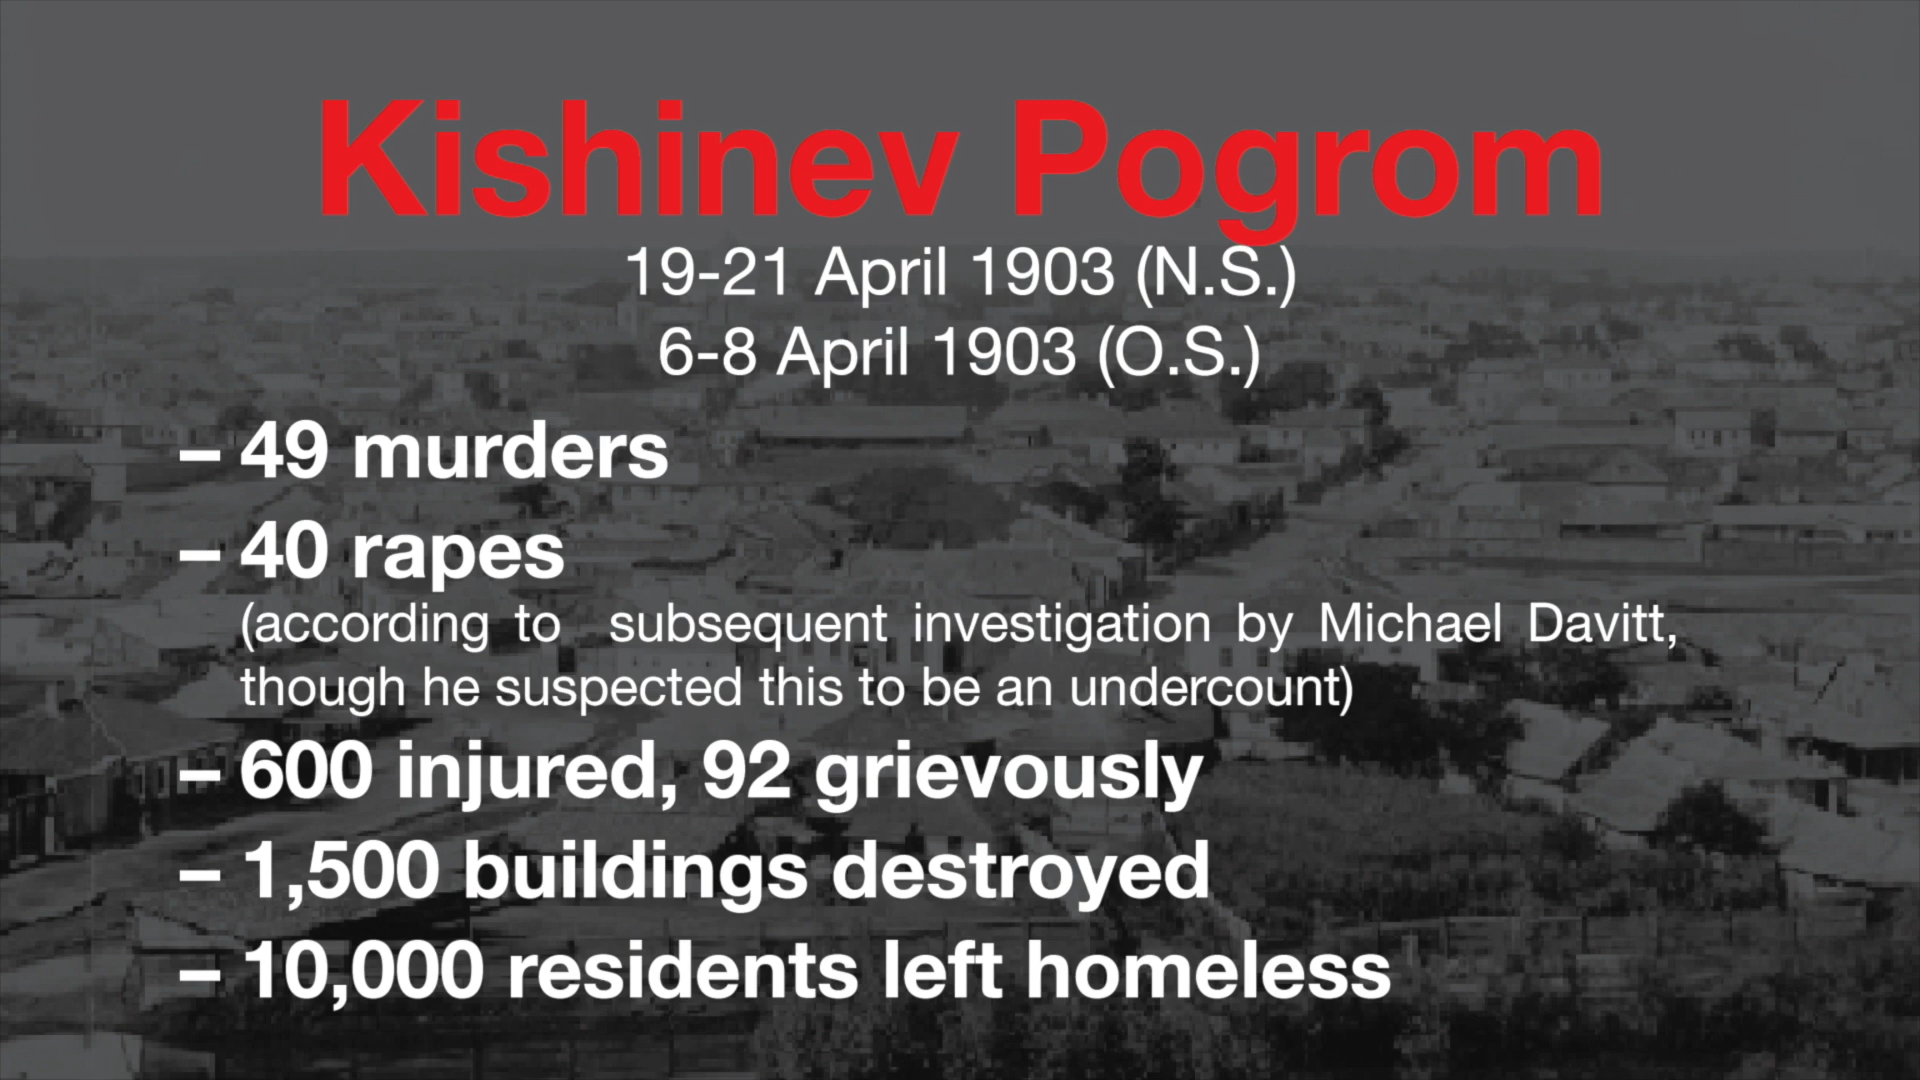 Kishinev Pogrom
19-21 April 1903 (N.S.)
6-8 April 1903 (O.S.)
– 49 murders
– 40 rapes
(according to subsequent investigation by Michael Davitt,
though he suspected this to be an undercount)
– 600 injured, 92 grievously
– 1,500 buildings destroyed
– 10,000 residents left homeless